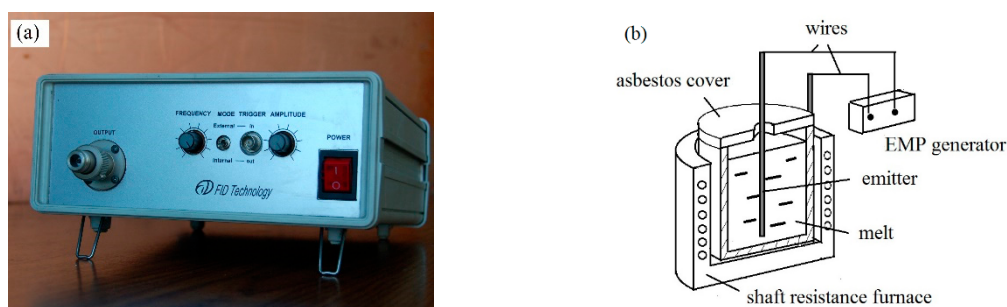 (a)
FREQUENCY MODE TRIGGER AMPLITUDE
External in
Internal out
OUTPUT
POWER
I
O
FID Technology
(b)
wires
asbestos cover
EMP generator
emitter
melt
shaft resistance furnace